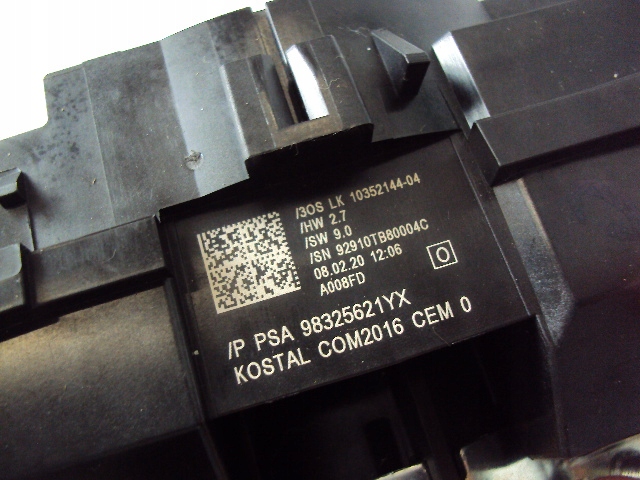 /3OS LK 10352144-04
/HW 2.7
/SW 9.0
/SN 92910TB80004C
08.02.20 12:06
A008FD
O
/P PSA 98325621YX
KOSTAL COM2016 CEM 0